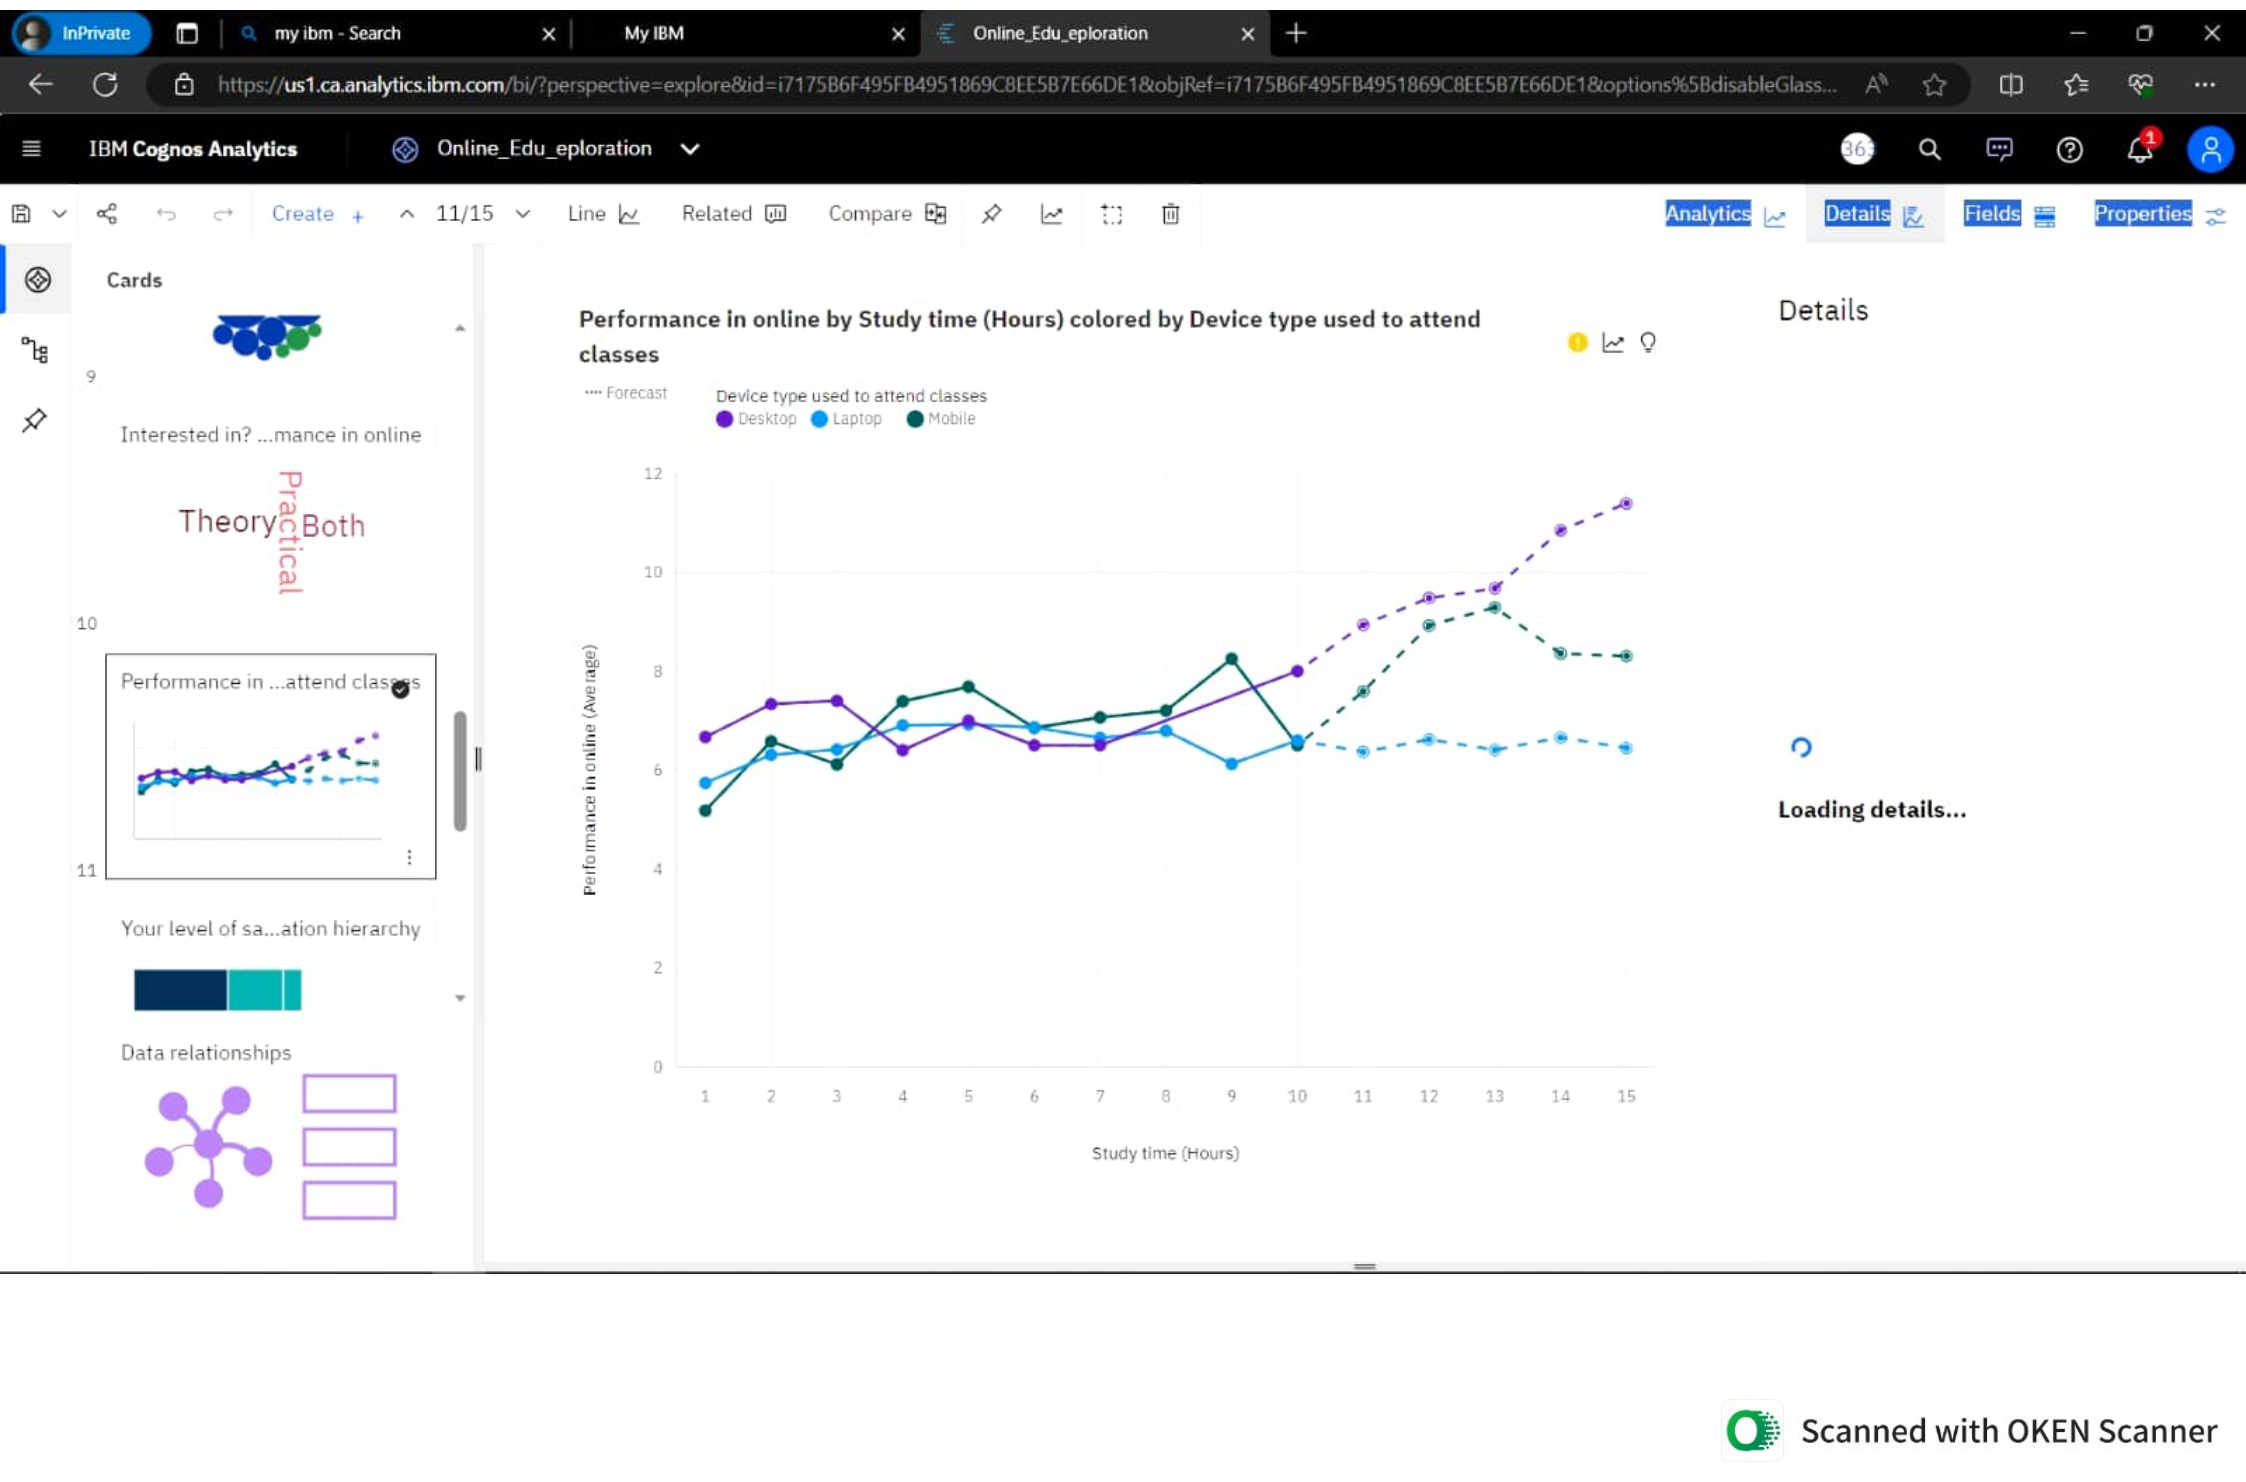 InPrivate
my ibm - Search
My IBM
Online_Edu_eploration
https://us1.ca.analytics.ibm.com/bi/?perspective=explore&id=i7175B6F495FB4951869C8EE5B7E66DE1&objRef=i7175B6F495FB4951869C8EE5B7E66DE1&options%5BdisableGlass...
IBM Cognos Analytics
Online_Edu_eploration
363
1
Create +
11/15
Line
Related
Compare
Analytics
Details
Fields
Properties
Cards
9
Interested in? ...mance in online
Theory
Practical
Both
10
Performance in ...attend classes
11
Your level of sa...ation hierarchy
Data relationships
Performance in online by Study time (Hours) colored by Device type used to attend
classes
Forecast
Device type used to attend classes
Desktop Laptop Mobile
Performance in online (Average)
12
10
8
6
4
2
0
1 2 3 4 5 6 7 8 9 10 11 12 13 14 15
Study time (Hours)
Details
Loading details...
Scanned with OKEN Scanner